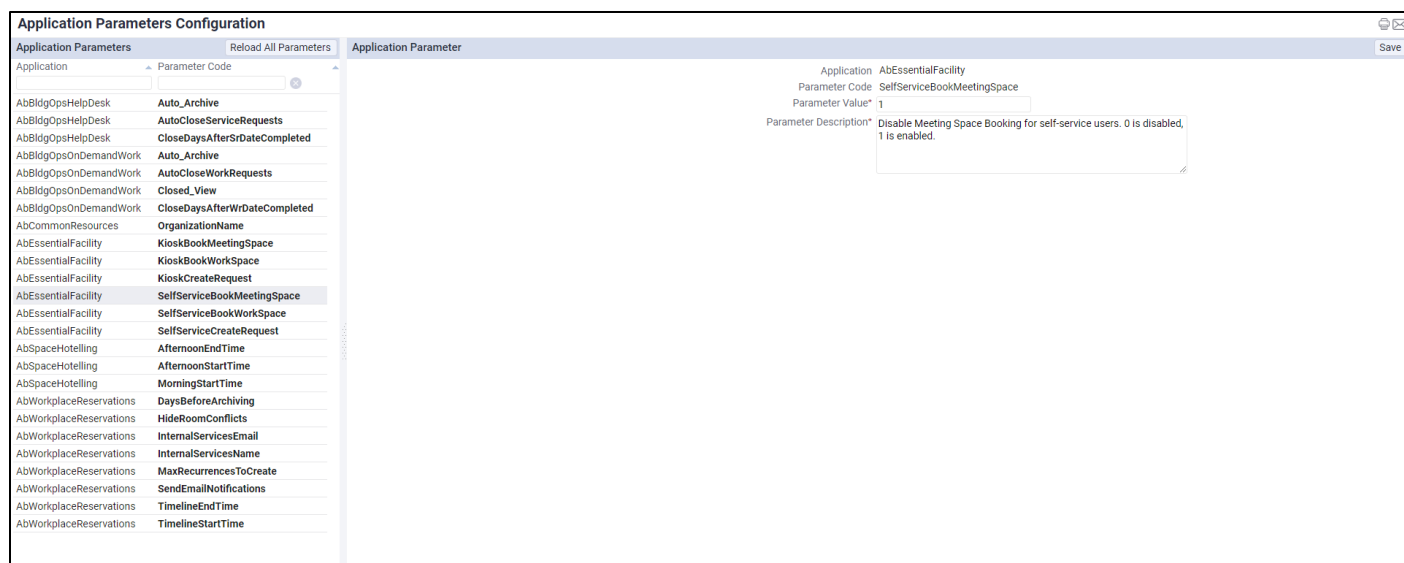 Application Parameters Configuration
Application Parameters
Reload All Parameters
Application Parameter
Save
Application
Parameter Code
Application AbEssentialFacility
Parameter Code SelfServiceBookMeetingSpace
Parameter Value* 1
Parameter Description* Disable Meeting Space Booking for self-service users. 0 is disabled,
1 is enabled.
AbBldgOpsHelpDesk Auto_Archive
AbBldgOpsHelpDesk AutoCloseServiceRequests
AbBldgOpsHelpDesk CloseDaysAfterSrDateCompleted
AbBldgOpsOnDemandWork Auto_Archive
AbBldgOpsOnDemandWork AutoCloseWorkRequests
AbBldgOpsOnDemandWork Closed_View
AbBldgOpsOnDemandWork CloseDaysAfterWrDateCompleted
AbCommonResources OrganizationName
AbEssentialFacility KioskBookMeetingSpace
AbEssentialFacility KioskBookWorkSpace
AbEssentialFacility KioskCreateRequest
AbEssentialFacility SelfServiceBookMeetingSpace
AbEssentialFacility SelfServiceBookWorkSpace
AbEssentialFacility SelfServiceCreateRequest
AbSpaceHotelling AfternoonEndTime
AbSpaceHotelling AfternoonStartTime
AbSpaceHotelling MorningStartTime
AbWorkplaceReservations DaysBeforeArchiving
AbWorkplaceReservations HideRoomConflicts
AbWorkplaceReservations InternalServicesEmail
AbWorkplaceReservations InternalServicesName
AbWorkplaceReservations MaxRecurrencesToCreate
AbWorkplaceReservations SendEmailNotifications
AbWorkplaceReservations TimelineEndTime
AbWorkplaceReservations TimelineStartTime